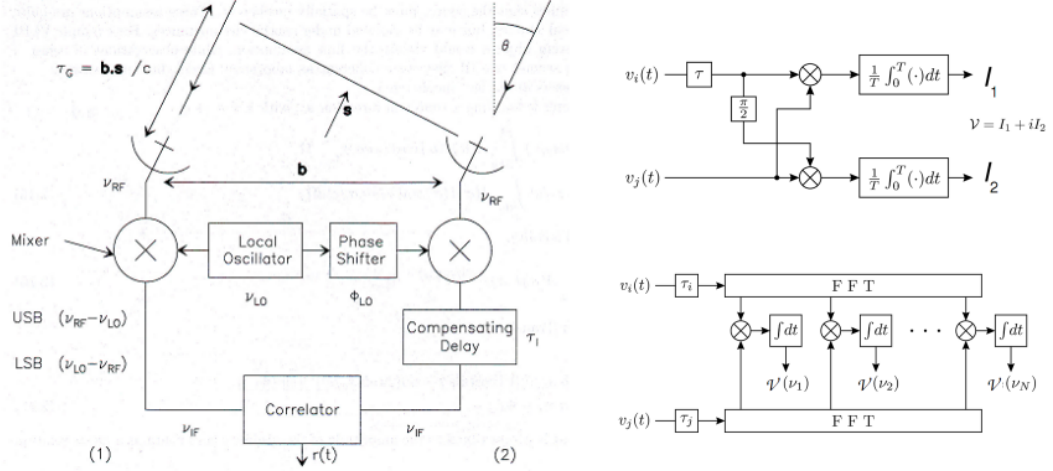 τ_G = b.s /c
θ
s
b
ν_RF
ν_RF
Mixer
Local Oscillator
Phase Shifter
ν_LO
Φ_LO
USB (ν_RF−ν_LO)
LSB (ν_LO−ν_RF)
Compensating Delay
τ_I
Correlator
ν_IF
ν_IF
(1)
r(t)
(2)
v_i(t)
τ
1/T ∫_0^T (·)dt
I_1
π/2
𝒱 = I_1 + iI_2
v_j(t)
1/T ∫_0^T (·)dt
I_2
v_i(t)
τ_i
F F T
∫dt
∫dt
· · ·
∫dt
𝒱(ν_1)
𝒱(ν_2)
𝒱(ν_N)
v_j(t)
τ_j
F F T